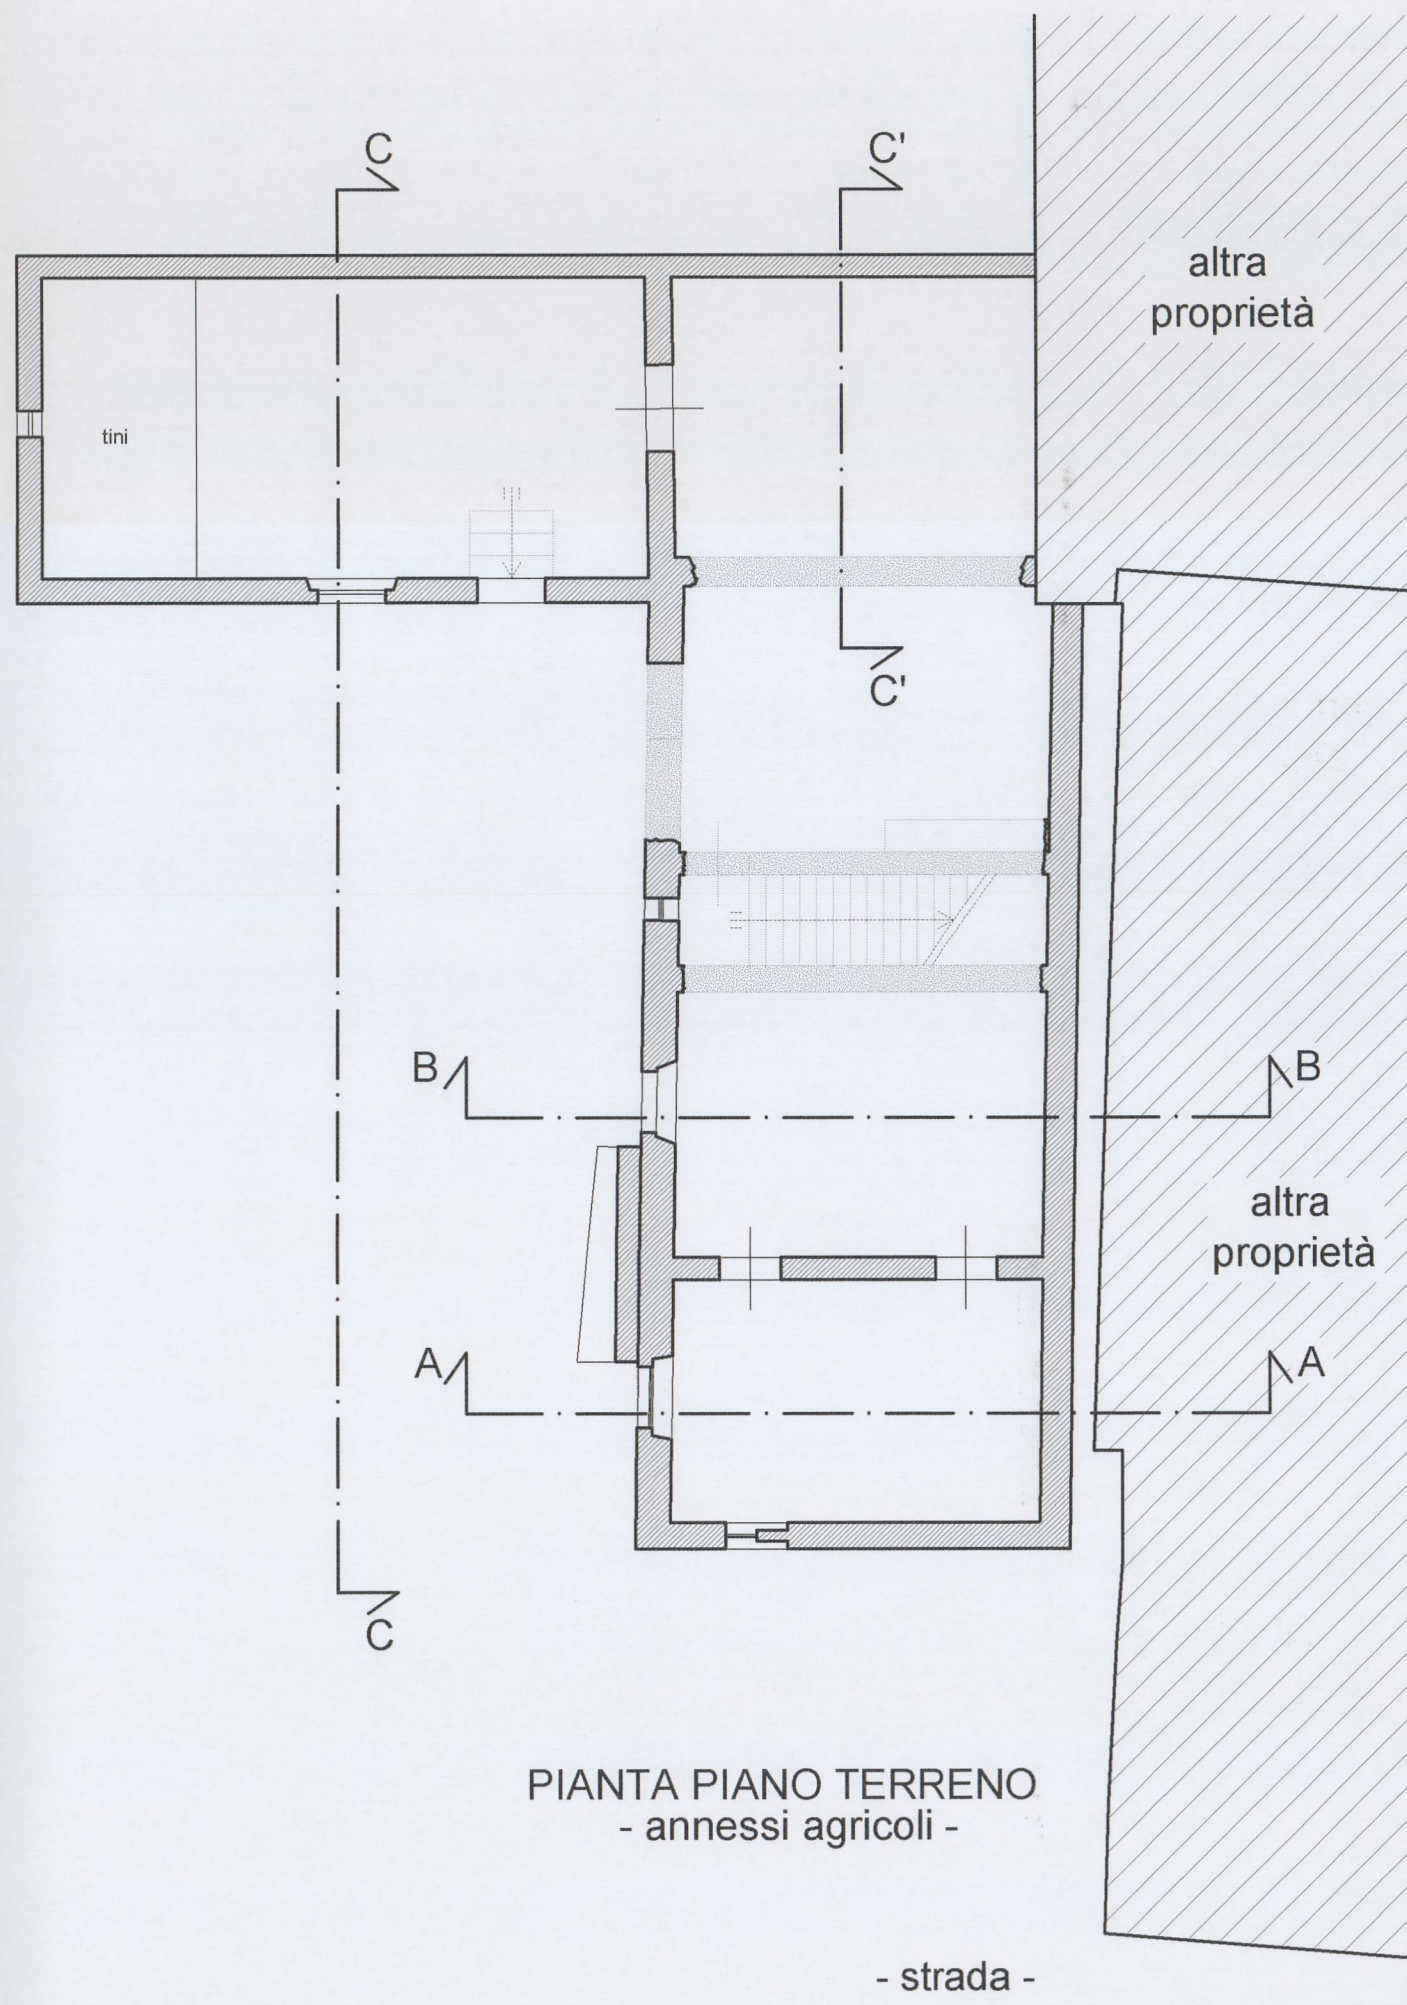 C
C'
altra
proprietà
tini
C'
B
B
altra
proprietà
A
A
C
PIANTA PIANO TERRENO
- annessi agricoli -
- strada -